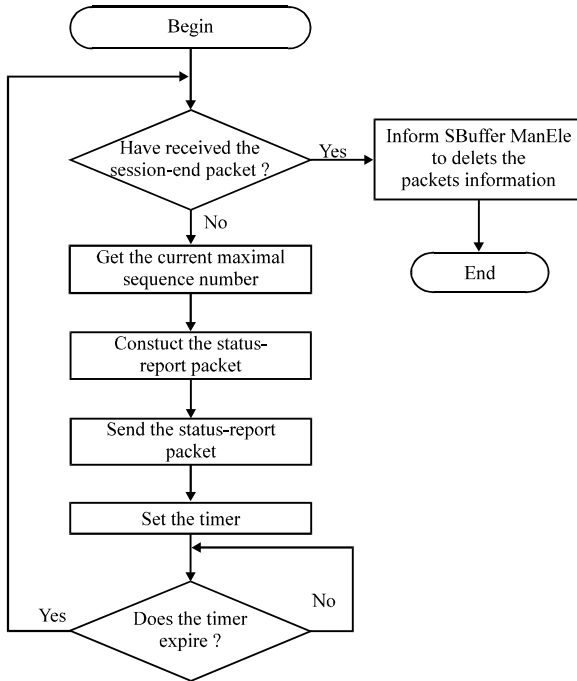 Begin
Have received the
session-end packet ?
Yes
Inform SBuffer ManEle
to deletes the
packets information
No
End
Get the current maximal
sequence number
Constuct the status-
report packet
Send the status-report
packet
Set the timer
Yes
No
Does the timer
expire ?